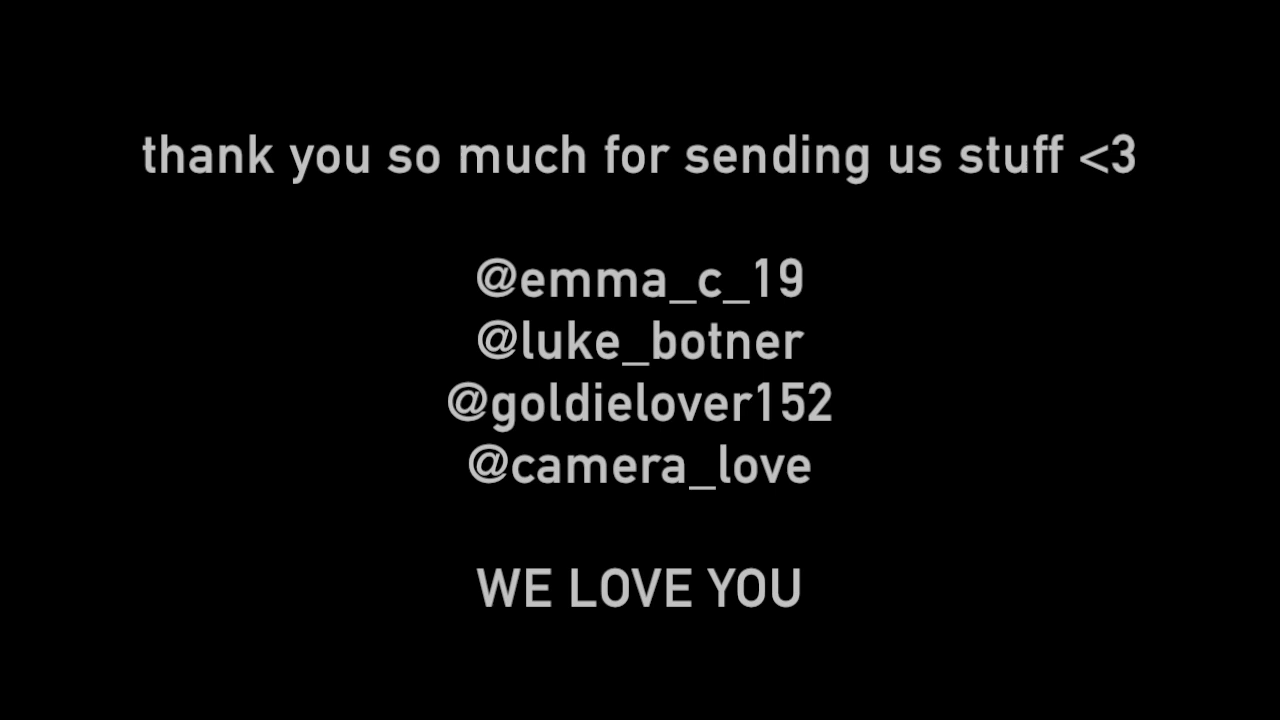 thank you so much for sending us stuff <3
@emma_c_19
@luke_botner
@goldielover152
@camera_love
WE LOVE YOU